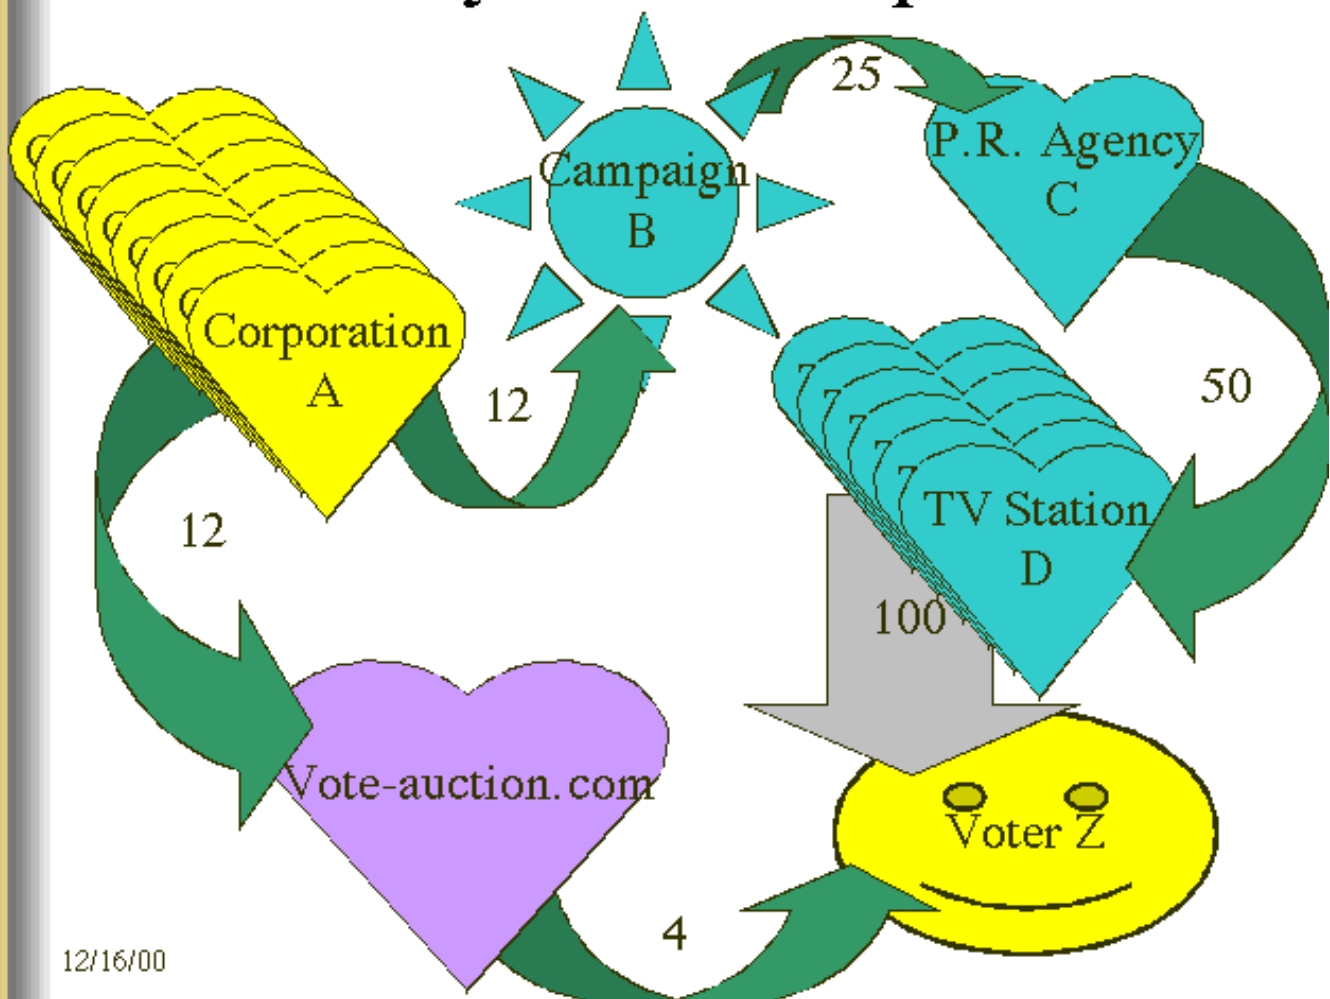 25
P.R. Agency
C
Campaign
B
Corporation
A
12
50
12
TV Station
D
100
Vote-auction.com
Voter Z
4
12/16/00